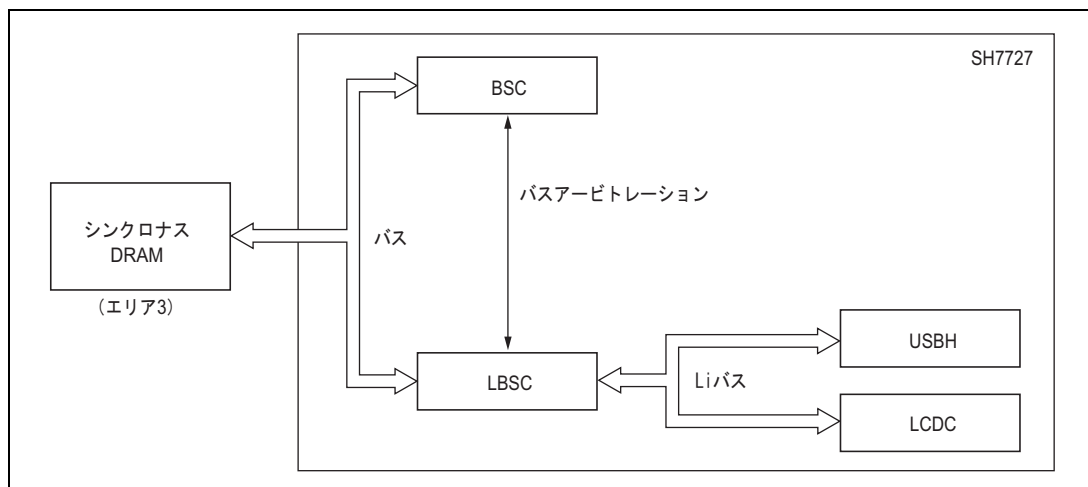 SH7727
BSC
バスアービトレーション
シンクロナス
DRAM
バス
(エリア3)
USBH
LBSC
Liバス
LCDC